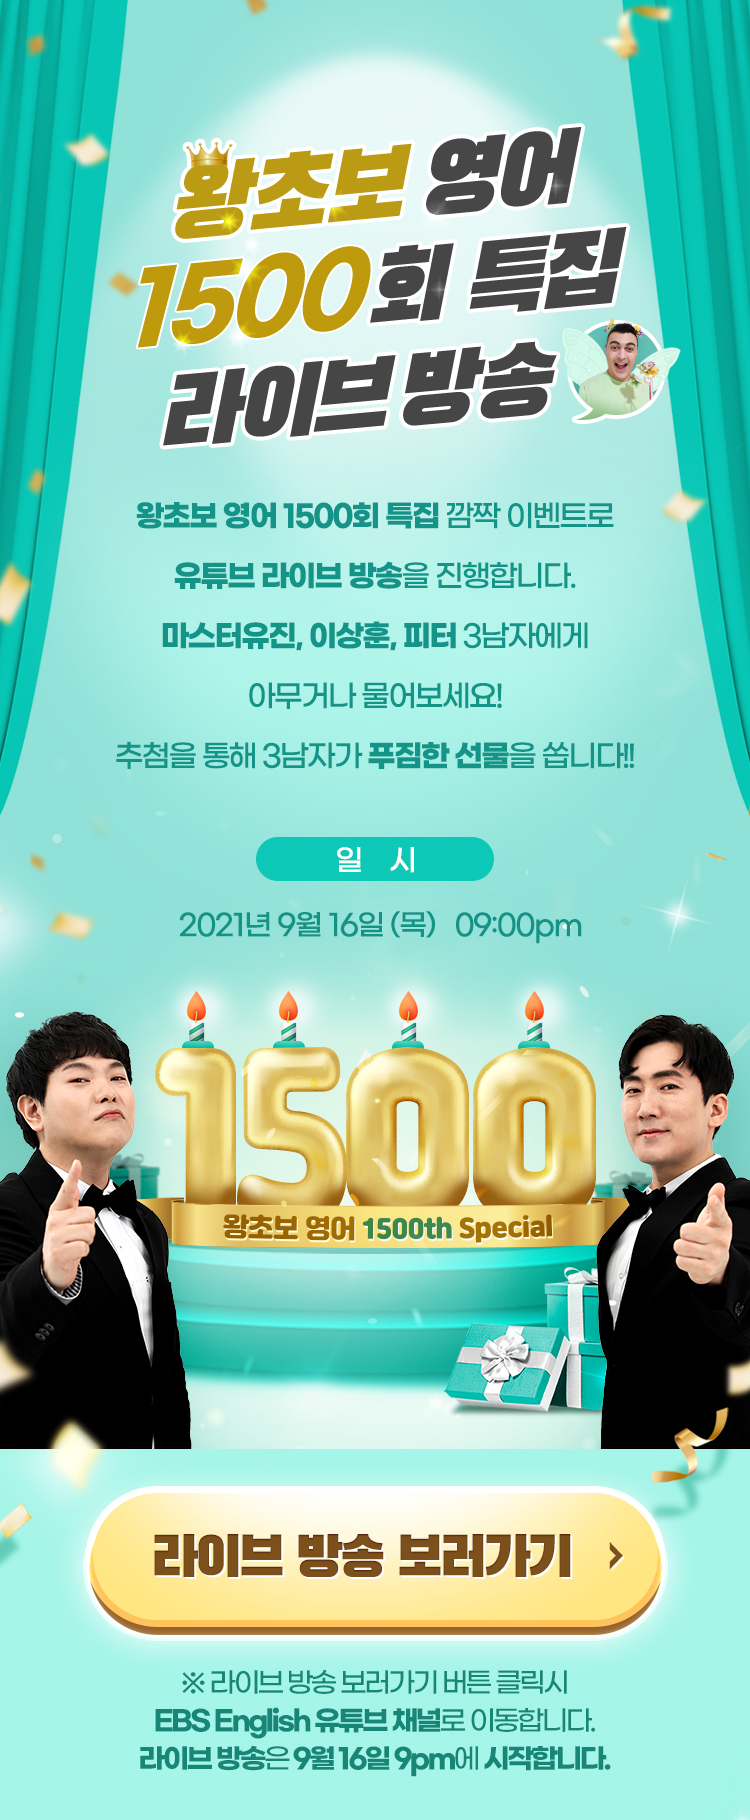 왕초보 영어
1500회 특집
라이브 방송
왕초보 영어 1500회 특집 깜짝 이벤트로
유튜브 라이브 방송을 진행합니다.
마스터유진, 이상훈, 피터 3남자에게
아무거나 물어보세요!
추첨을 통해 3남자가 푸짐한 선물을 쏩니다!!
일 시
2021년 9월 16일 (목) 09:00pm
1500
왕초보 영어 1500th Special
라이브 방송 보러가기 >
※ 라이브 방송 보러가기 버튼 클릭시
EBS English 유튜브 채널로 이동합니다.
라이브 방송은 9월 16일 9pm에 시작합니다.